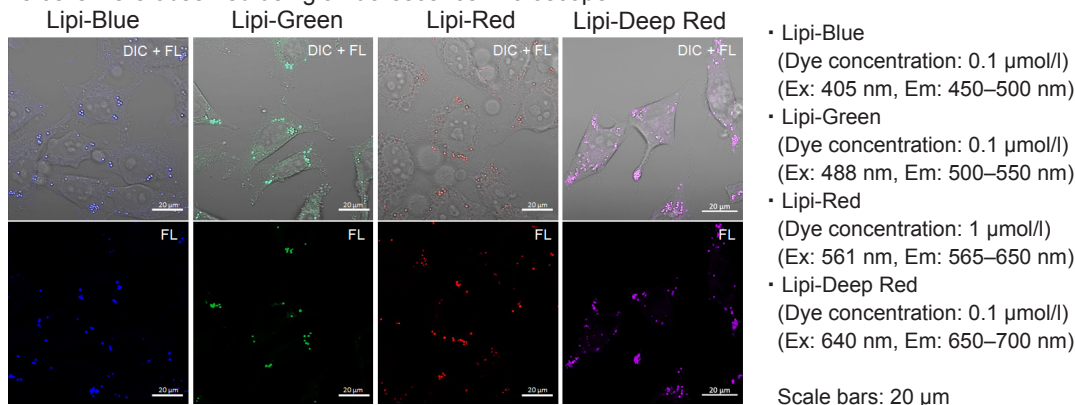 Lipi-Blue Lipi-Green Lipi-Red Lipi-Deep Red
DIC + FL DIC + FL DIC + FL DIC + FL
20 µm 20 µm 20 µm 20 µm
FL FL FL FL
20 µm 20 µm 20 µm 20 µm
・Lipi-Blue
(Dye concentration: 0.1 µmol/l)
(Ex: 405 nm, Em: 450–500 nm)
・Lipi-Green
(Dye concentration: 0.1 µmol/l)
(Ex: 488 nm, Em: 500–550 nm)
・Lipi-Red
(Dye concentration: 1 µmol/l)
(Ex: 561 nm, Em: 565–650 nm)
・Lipi-Deep Red
(Dye concentration: 0.1 µmol/l)
(Ex: 640 nm, Em: 650–700 nm)
Scale bars: 20 µm